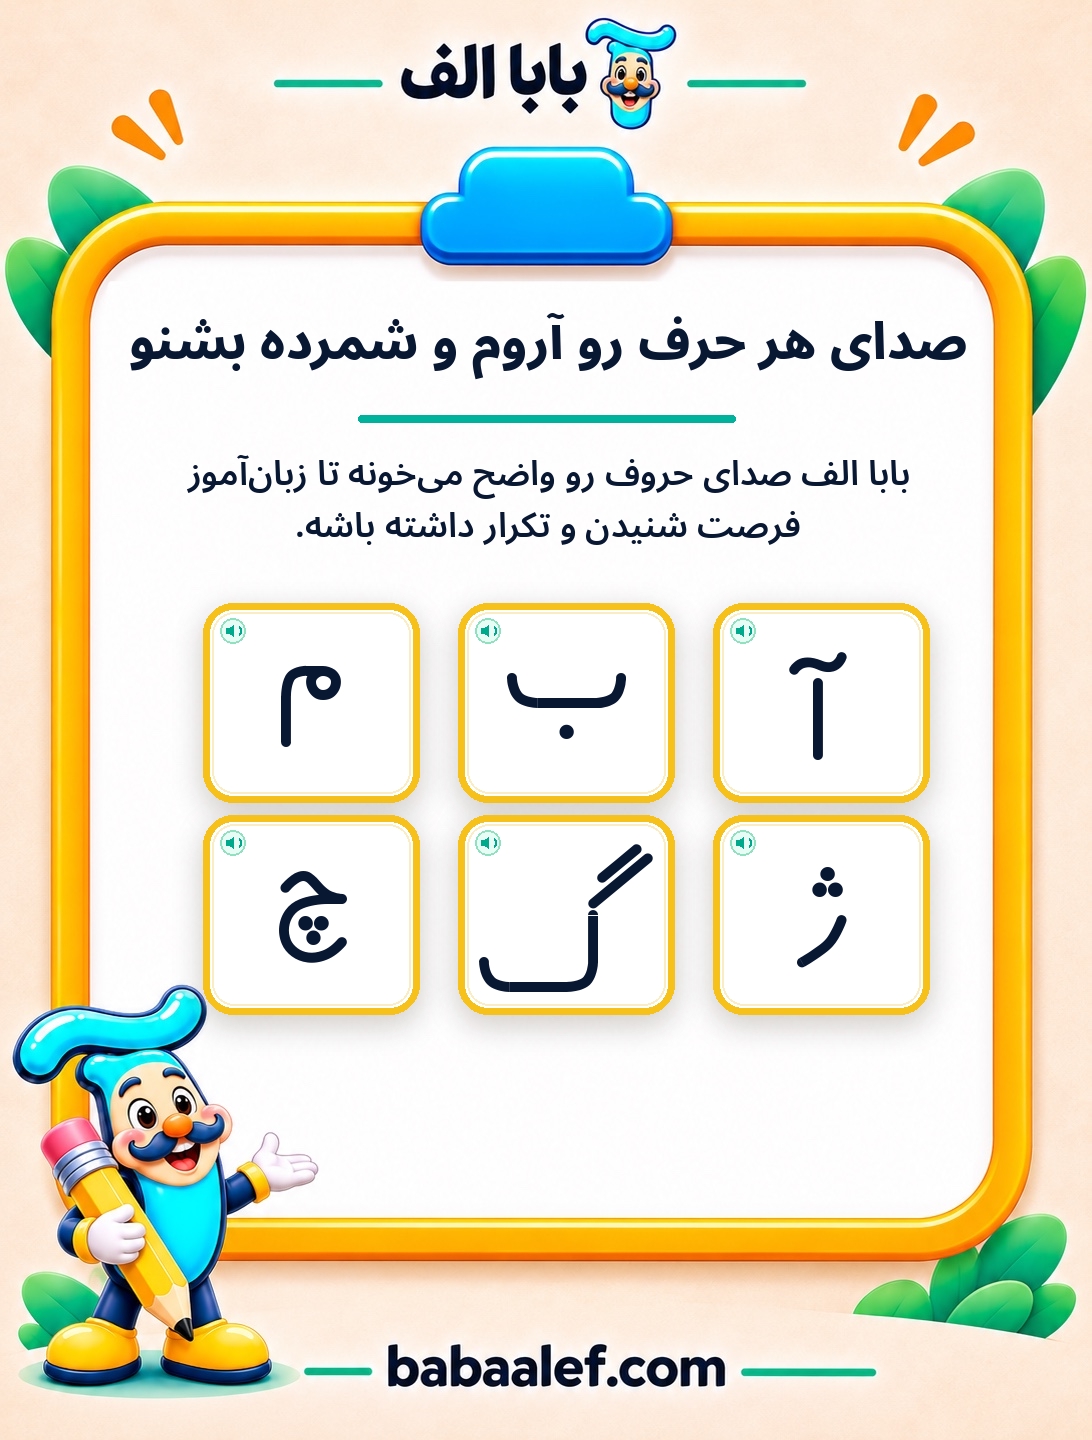 بابا الف
صدای هر حرف رو آروم و شمرده بشنو
بابا الف صدای حروف رو واضح می‌خونه تا زبان‌آموز
فرصت شنیدن و تکرار داشته باشه.
آ ب م
ژ گ چ
babaalef.com